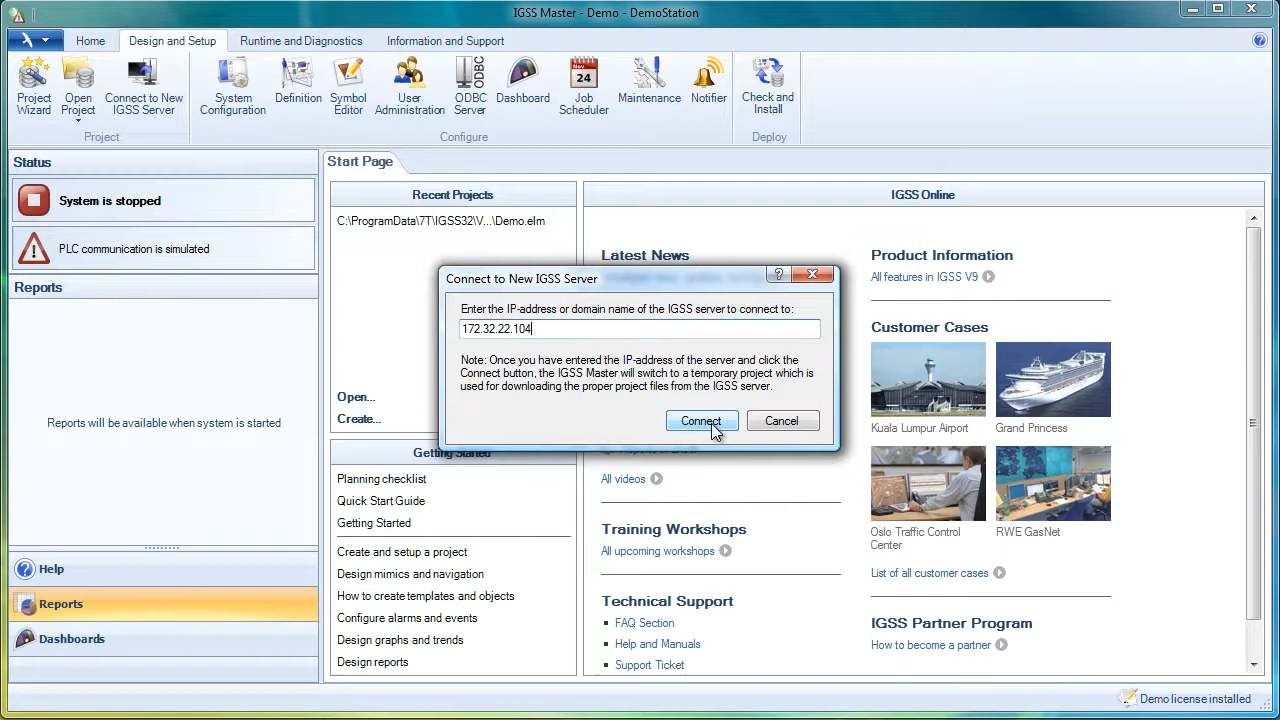 IGSS Master - Demo - DemoStation
Home
Design and Setup
Runtime and Diagnostics
Information and Support
Project Wizard
Open Project
Connect to New IGSS Server
System Configuration
Definition
Symbol Editor
User Administration
ODBC Server
Dashboard
Nov 24
Job Scheduler
Maintenance
Notifier
Check and Install
Project
Configure
Deploy
Status
System is stopped
PLC communication is simulated
Reports
Reports will be available when system is started
Help
Reports
Dashboards
Start Page
Recent Projects
C:\ProgramData\7T\IGSS32\V...\Demo.elm
Open...
Create...
Getting Started
Planning checklist
Quick Start Guide
Getting Started
Create and setup a project
Design mimics and navigation
How to create templates and objects
Configure alarms and events
Design graphs and trends
Design reports
Connect to New IGSS Server
Enter the IP-address or domain name of the IGSS server to connect to:
172.32.22.104
Note: Once you have entered the IP-address of the server and click the
Connect button, the IGSS Master will switch to a temporary project which is
used for downloading the proper project files from the IGSS server.
Connect
Cancel
IGSS Online
Latest News
All videos
Training Workshops
All upcoming workshops
Technical Support
FAQ Section
Help and Manuals
Support Ticket
Product Information
All features in IGSS V9
Customer Cases
Kuala Lumpur Airport
Grand Princess
Oslo Traffic Control
Center
RWE GasNet
List of all customer cases
IGSS Partner Program
How to become a partner
Demo license installed